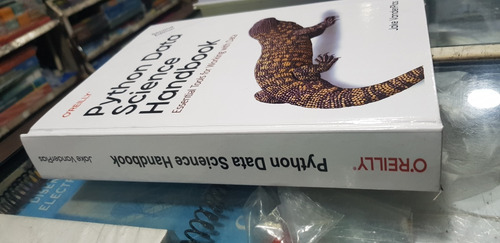 O'REILLY
Python Data
Science
Handbook
Essential Tools for Working with Data
Jake VanderPlas
Jake VanderPlas
Python Data Science Handbook
O'REILLY
ELECT